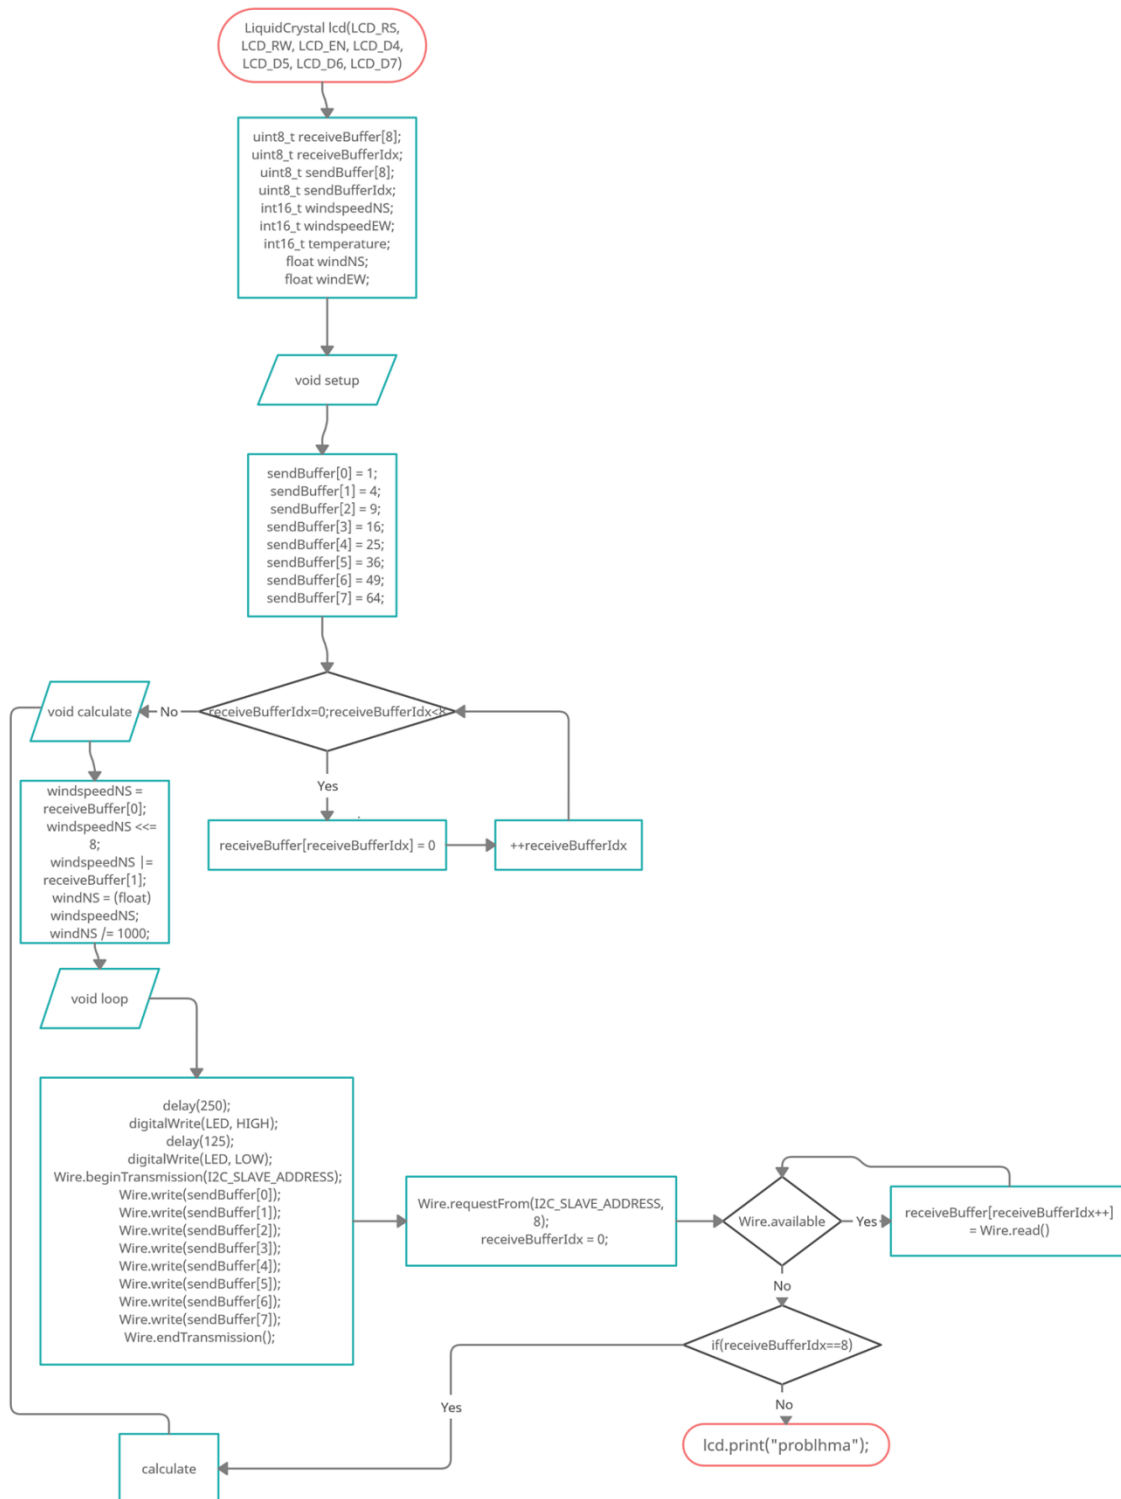 LiquidCrystal lcd(LCD_RS,
LCD_RW, LCD_EN, LCD_D4,
LCD_D5, LCD_D6, LCD_D7)
uint8_t receiveBuffer[8];
uint8_t receiveBufferIdx;
uint8_t sendBuffer[8];
uint8_t sendBufferIdx;
int16_t windspeedNS;
int16_t windspeedEW;
int16_t temperature;
float windNS;
float windEW;
void setup
sendBuffer[0] = 1;
sendBuffer[1] = 4;
sendBuffer[2] = 9;
sendBuffer[3] = 16;
sendBuffer[4] = 25;
sendBuffer[5] = 36;
sendBuffer[6] = 49;
sendBuffer[7] = 64;
receiveBufferIdx=0;receiveBufferIdx<8
No
void calculate
Yes
receiveBuffer[receiveBufferIdx] = 0
++receiveBufferIdx
windspeedNS =
receiveBuffer[0];
windspeedNS <<=
8;
windspeedNS |=
receiveBuffer[1];
windNS = (float)
windspeedNS;
windNS /= 1000;
void loop
delay(250);
digitalWrite(LED, HIGH);
delay(125);
digitalWrite(LED, LOW);
Wire.beginTransmission(I2C_SLAVE_ADDRESS);
Wire.write(sendBuffer[0]);
Wire.write(sendBuffer[1]);
Wire.write(sendBuffer[2]);
Wire.write(sendBuffer[3]);
Wire.write(sendBuffer[4]);
Wire.write(sendBuffer[5]);
Wire.write(sendBuffer[6]);
Wire.write(sendBuffer[7]);
Wire.endTransmission();
Wire.requestFrom(I2C_SLAVE_ADDRESS,
8);
receiveBufferIdx = 0;
Wire.available
Yes
receiveBuffer[receiveBufferIdx++]
= Wire.read()
No
if(receiveBufferIdx==8)
Yes
No
lcd.print("problhma");
calculate